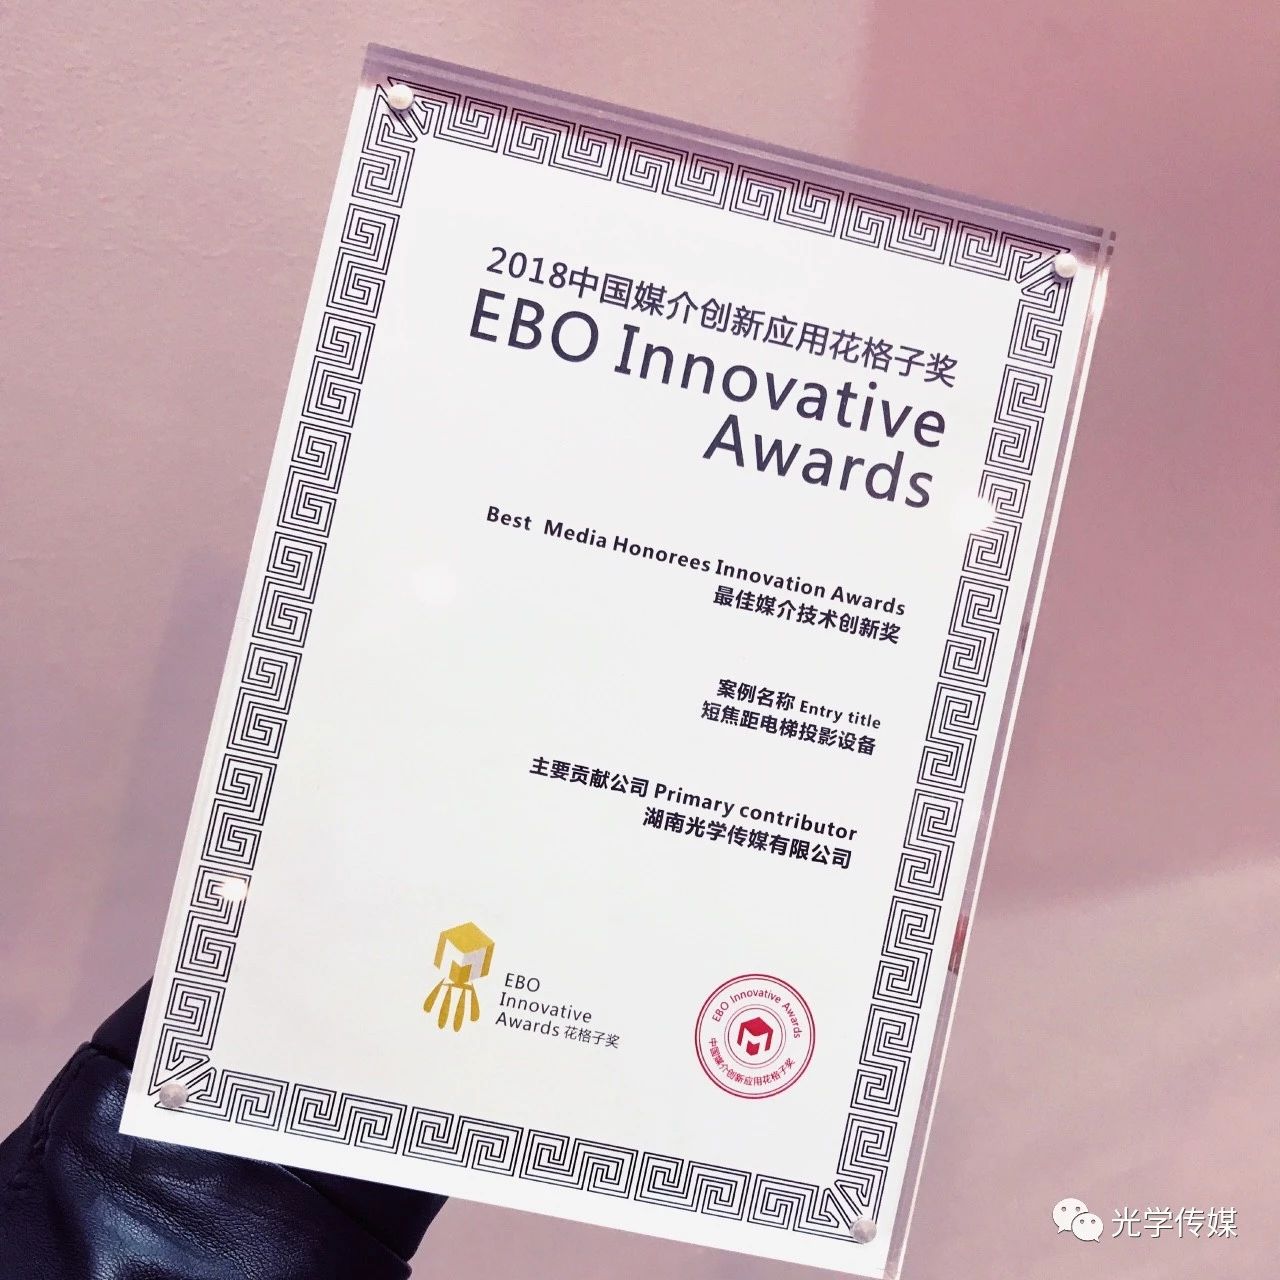 2018中国媒介创新应用花格子奖
EBO Innovative
Awards
Best Media Honorees Innovation Awards
最佳媒介技术创新奖
案例名称 Entry title
短焦距电梯投影设备
主要贡献公司 Primary contributor
湖南光学传媒有限公司
EBO
Innovative
Awards 花格子奖
EBO Innovative Awards
中国媒介创新应用花格子奖
光学传媒